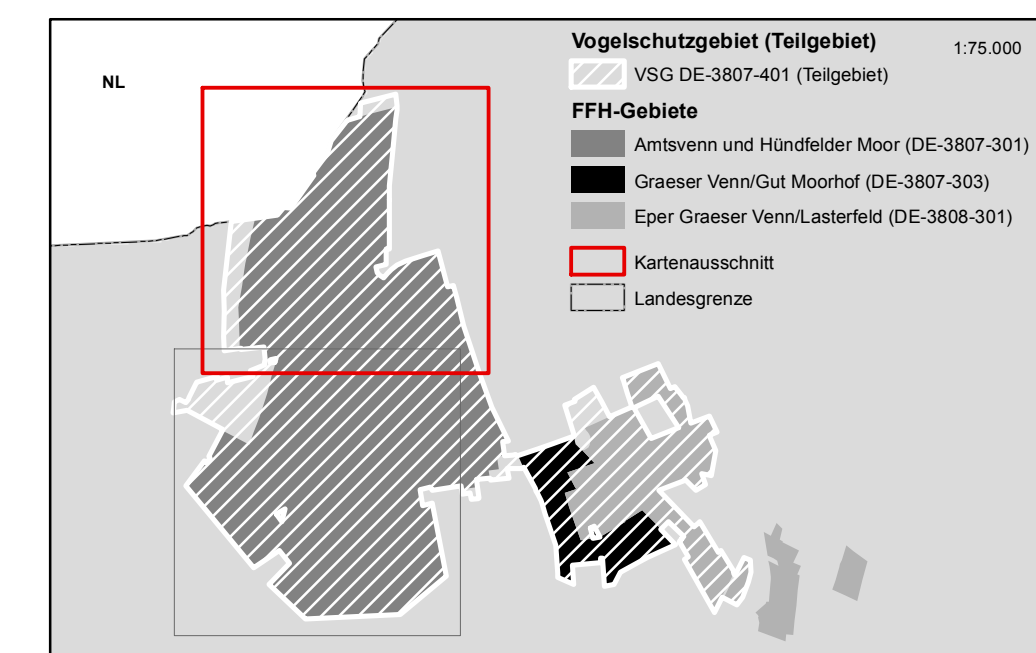 NL
Vogelschutzgebiet (Teilgebiet)
1:75.000
VSG DE-3807-401 (Teilgebiet)
FFH-Gebiete
Amtsvenn und Hündfelder Moor (DE-3807-301)
Graeser Venn/Gut Moorhof (DE-3807-303)
Eper Graeser Venn/Lasterfeld (DE-3808-301)
Kartenausschnitt
Landesgrenze